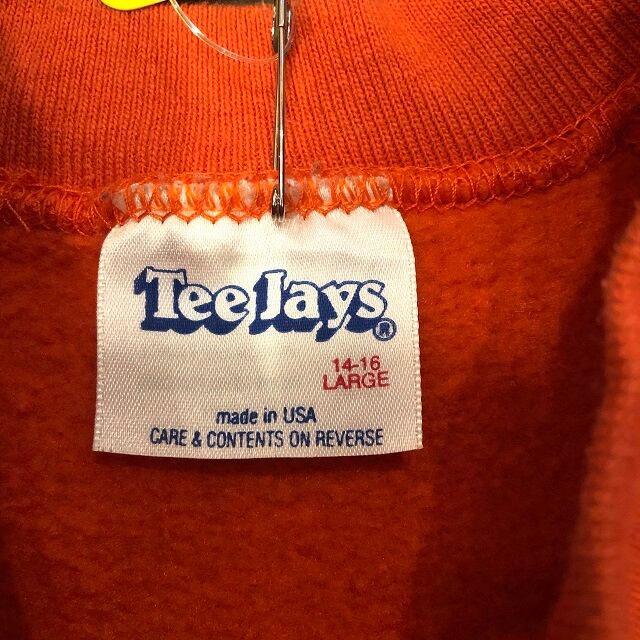 Tee Jays®
14-16
LARGE
made in USA
CARE & CONTENTS ON REVERSE